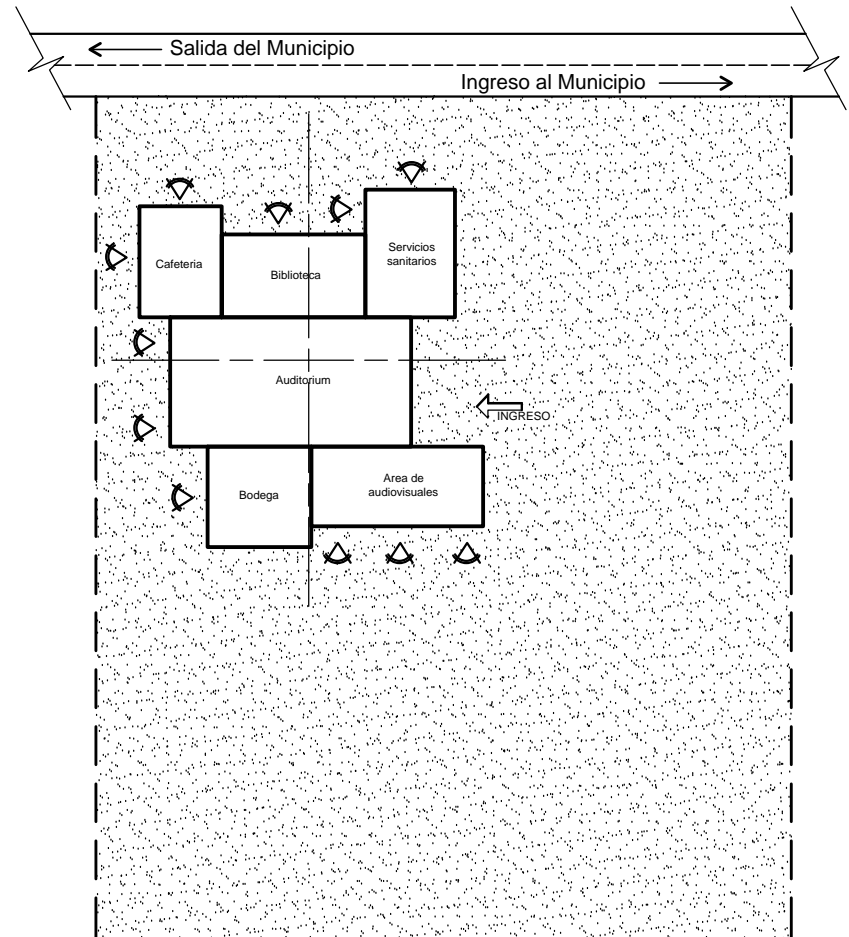 Salida del Municipio
Ingreso al Municipio
Cafeteria
Biblioteca
Servicios
sanitarios
Auditorium
INGRESO
Bodega
Area de
audiovisuales